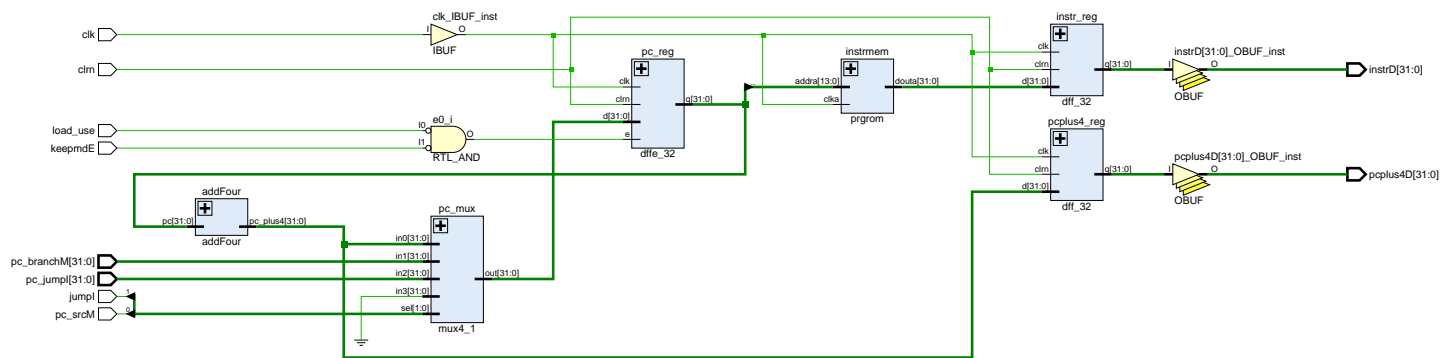 clk
clrn
load_use
keepmdE
pc_branchM[31:0]
pc_jumpI[31:0]
jumpI
pc_srcM
1
0
clk_IBUF_inst
I
O
IBUF
e0_i
I0
I1
O
RTL_AND
addFour
pc[31:0]
pc_plus4[31:0]
addFour
pc_mux
in0[31:0]
in1[31:0]
in2[31:0]
in3[31:0]
sel[1:0]
out[31:0]
mux4_1
pc_reg
clk
clrn
d[31:0]
e
q[31:0]
dffe_32
instrmem
addra[13:0]
clka
douta[31:0]
prgrom
instr_reg
clk
clrn
d[31:0]
q[31:0]
dff_32
pcplus4_reg
clk
clrn
d[31:0]
q[31:0]
dff_32
instrD[31:0]_OBUF_inst
I
O
OBUF
pcplus4D[31:0]_OBUF_inst
I
O
OBUF
instrD[31:0]
pcplus4D[31:0]